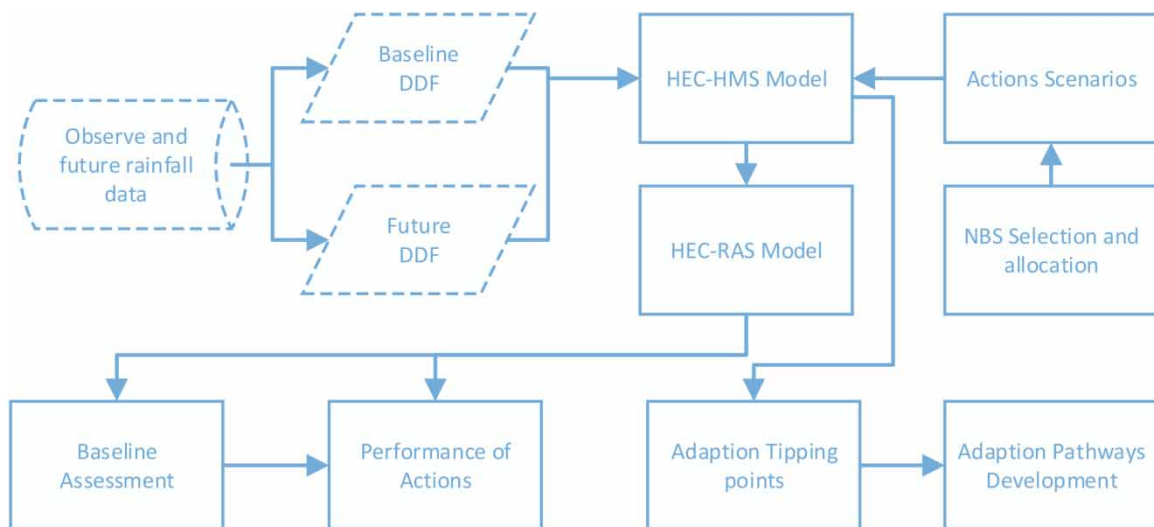 Baseline
DDF
HEC-HMS Model
Actions Scenarios
Observe and
future rainfall
data
Future
DDF
HEC-RAS Model
NBS Selection and
allocation
Baseline
Assessment
Performance of
Actions
Adaption Tipping
points
Adaption Pathways
Development